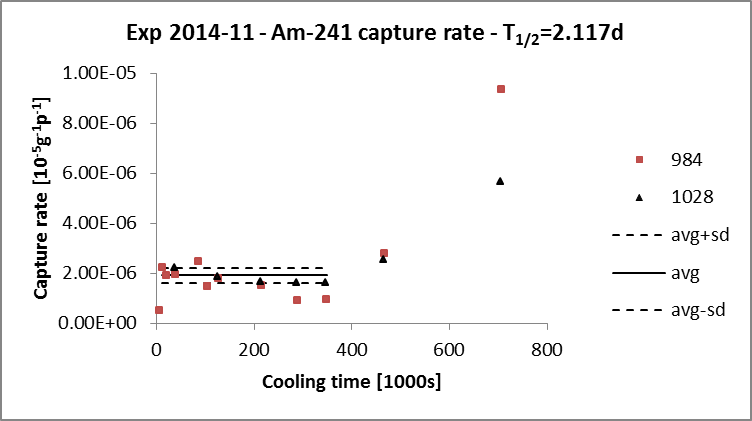 Exp 2014-11 - Am-241 capture rate - T1/2=2.117d
1.00E-05
8.00E-06
6.00E-06
4.00E-06
2.00E-06
0.00E+00
Capture rate [10-5g-1p-1]
0 200 400 600 800
Cooling time [1000s]
984
1028
avg+sd
avg
avg-sd